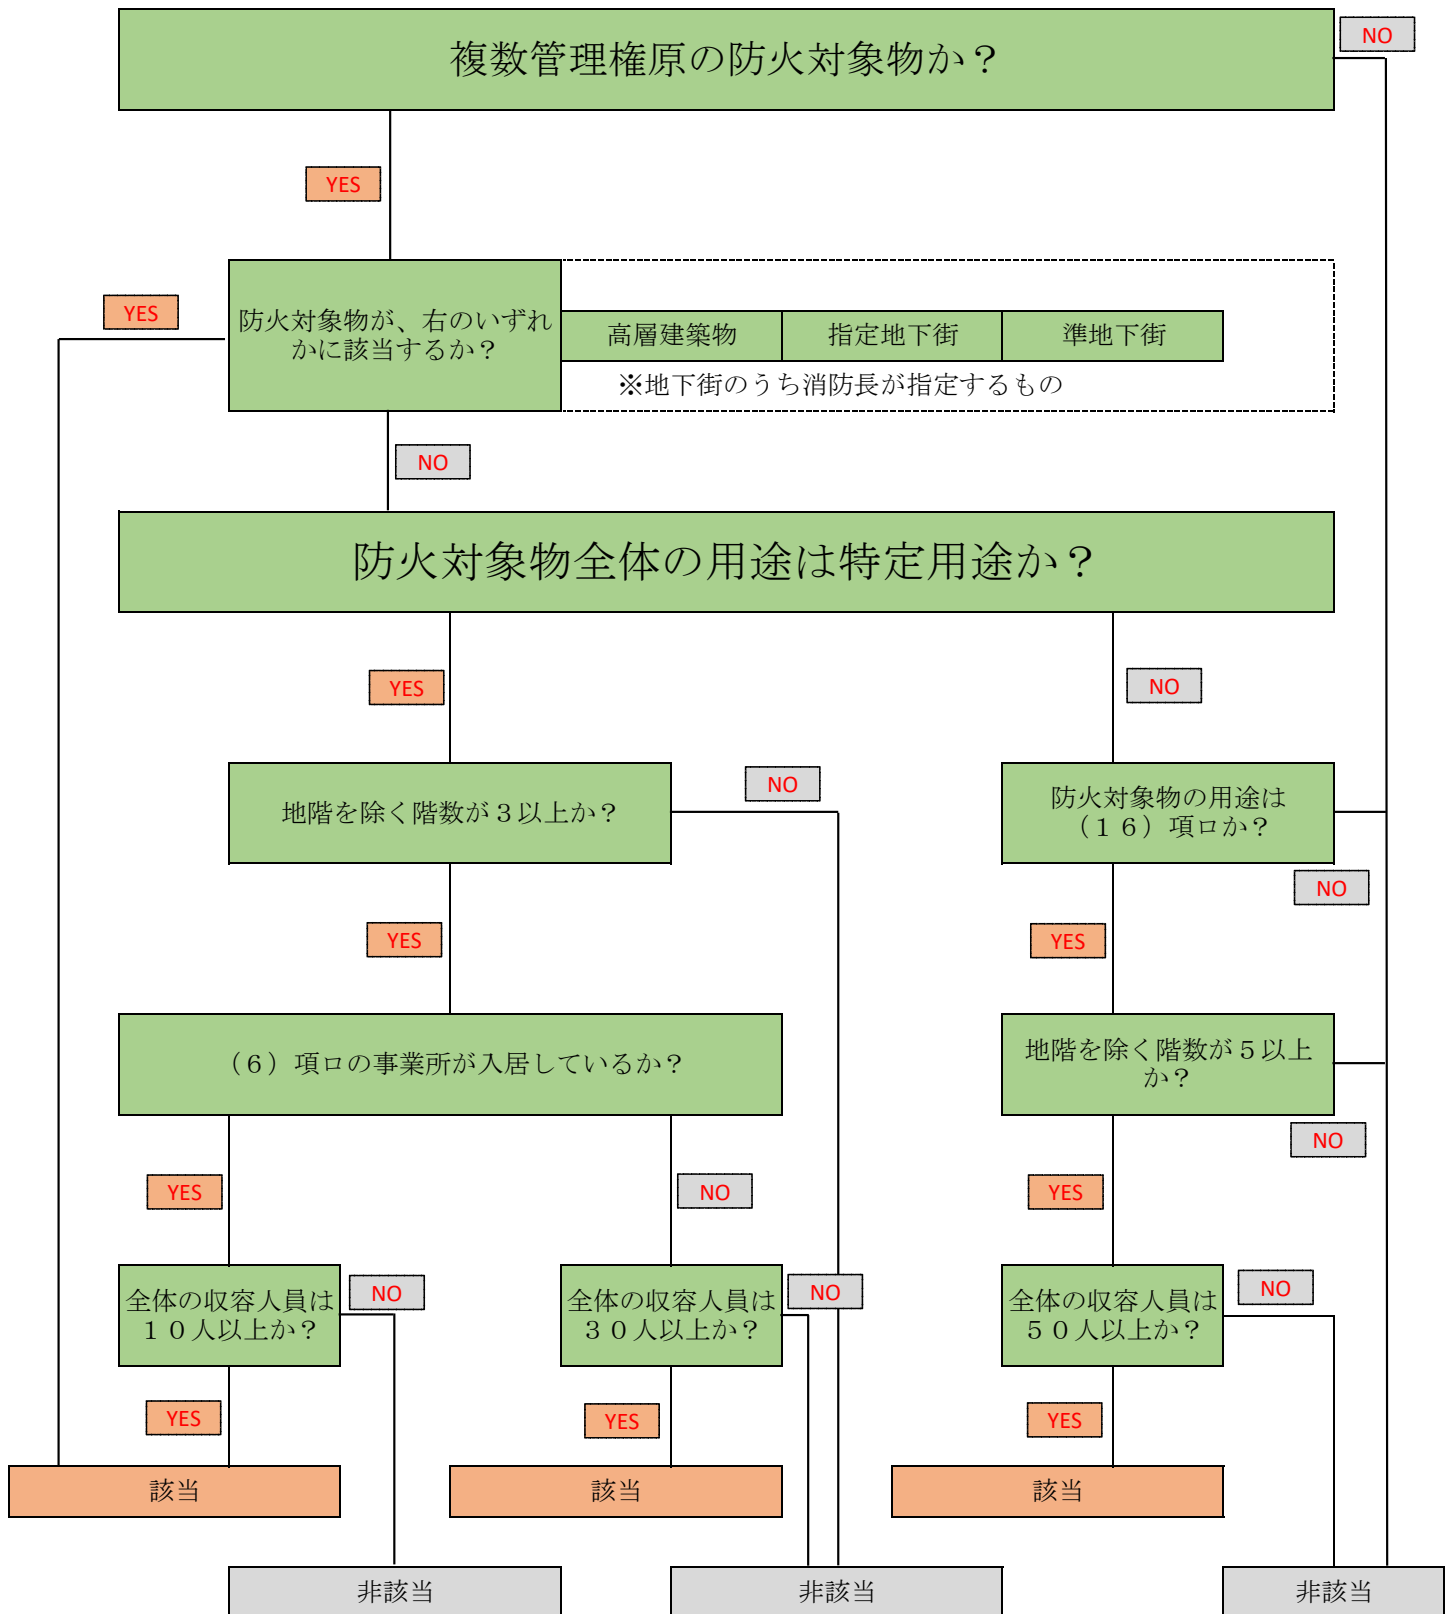 複数管理権原の防火対象物か？
NO
YES
YES
防火対象物が、右のいずれ
かに該当するか？
高層建築物
指定地下街
準地下街
※地下街のうち消防長が指定するもの
NO
防火対象物全体の用途は特定用途か？
YES
NO
地階を除く階数が３以上か？
NO
防火対象物の用途は
（１６）項ロか？
NO
YES
YES
（６）項ロの事業所が入居しているか？
地階を除く階数が５以上
か？
NO
YES
NO
YES
全体の収容人員は
１０人以上か？
NO
全体の収容人員は
３０人以上か？
NO
全体の収容人員は
５０人以上か？
NO
YES
YES
YES
該当
該当
該当
非該当
非該当
非該当